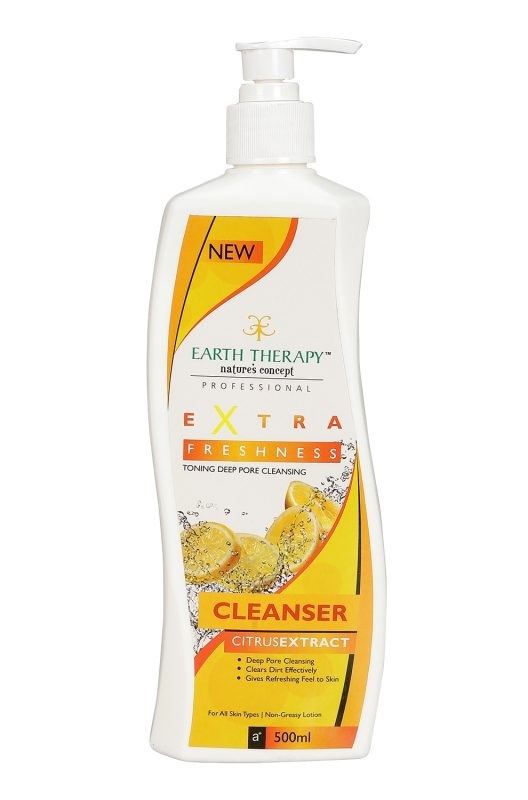 NEW
EARTH THERAPY™
nature's concept
PROFESSIONAL
EXTRA
FRESHNESS
TONING DEEP PORE CLEANSING
CLEANSER
CITRUSEXTRACT
• Deep Pore Cleansing
• Clears Dirt Effectively
• Gives Refreshing Feel to Skin
For All Skin Types | Non-Greasy Lotion
a+ 500ml